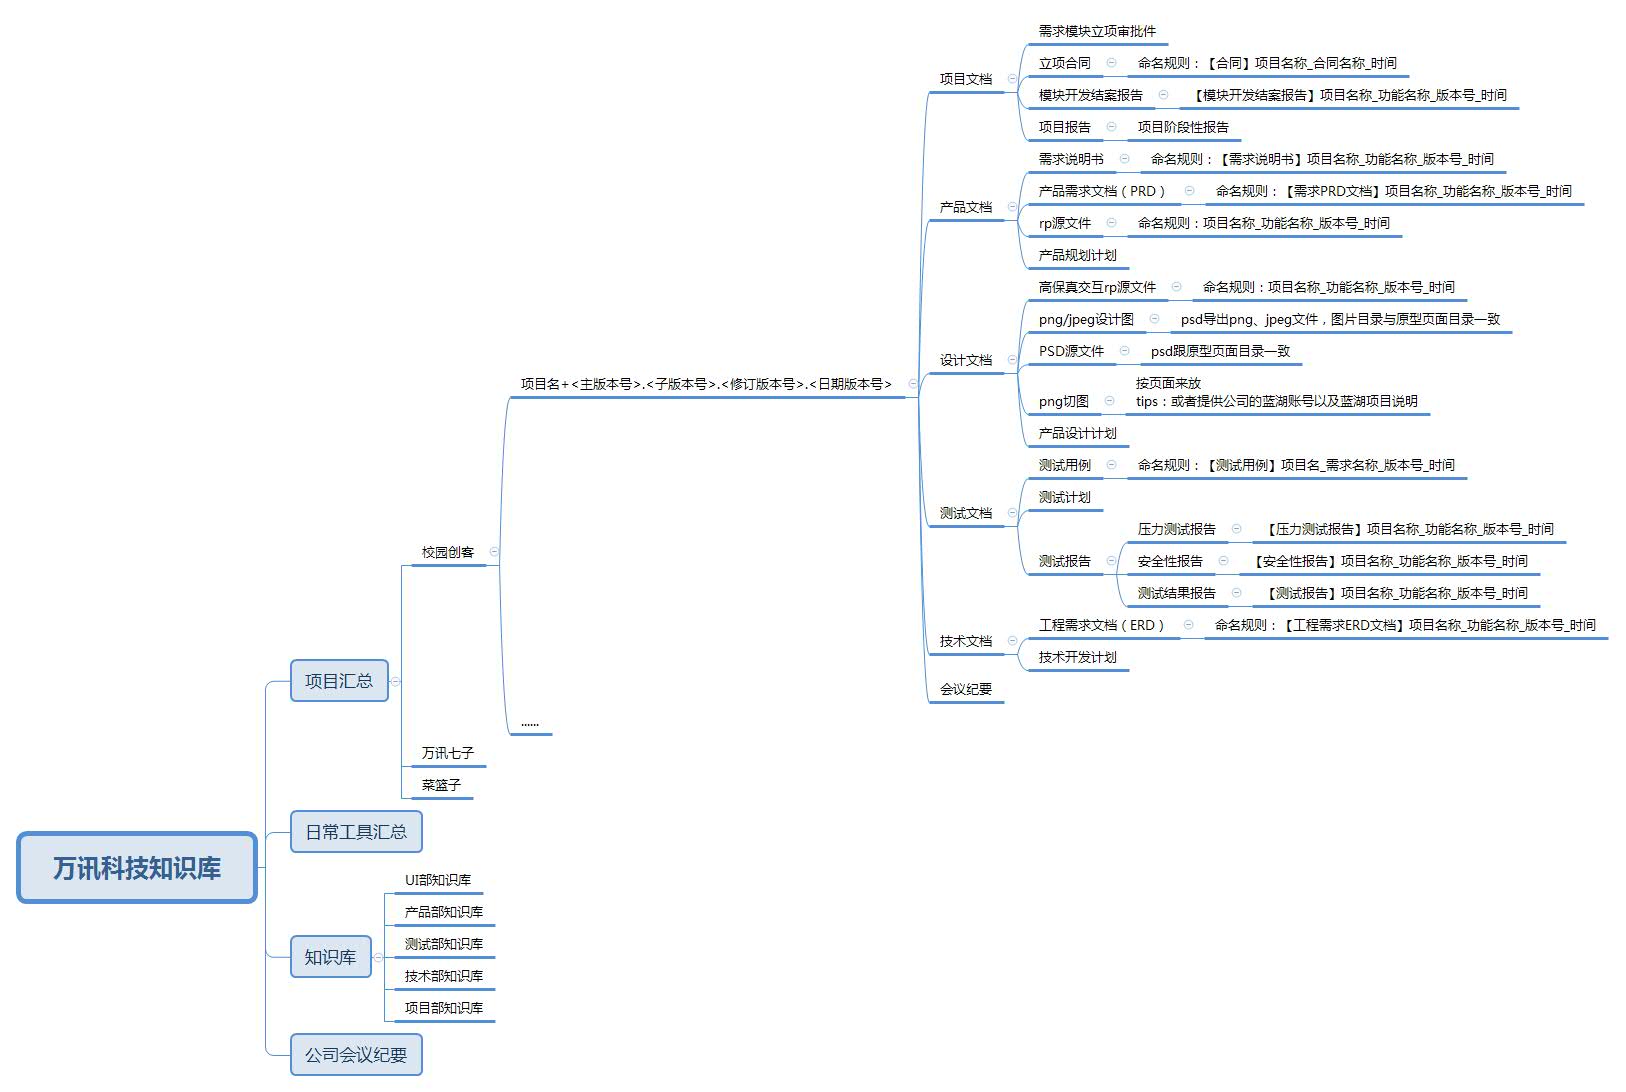 万讯科技知识库
项目汇总
校园创客
项目名+<主版本号>.<子版本号>.<修订版本号>.<日期版本号>
项目文档
需求模块立项审批件
立项合同
命名规则：【合同】项目名称_合同名称_时间
模块开发结案报告
【模块开发结案报告】项目名称_功能名称_版本号_时间
项目报告
项目阶段性报告
产品文档
需求说明书
命名规则：【需求说明书】项目名称_功能名称_版本号_时间
产品需求文档（PRD）
命名规则：【需求PRD文档】项目名称_功能名称_版本号_时间
rp源文件
命名规则：项目名称_功能名称_版本号_时间
产品规划计划
设计文档
高保真交互rp源文件
命名规则：项目名称_功能名称_版本号_时间
png/jpeg设计图
psd导出png、jpeg文件，图片目录与原型页面目录一致
PSD源文件
psd跟原型页面目录一致
png切图
按页面来放
tips：或者提供公司的蓝湖账号以及蓝湖项目说明
产品设计计划
测试文档
测试用例
命名规则：【测试用例】项目名_需求名称_版本号_时间
测试计划
测试报告
压力测试报告
【压力测试报告】项目名称_功能名称_版本号_时间
安全性报告
【安全性报告】项目名称_功能名称_版本号_时间
测试结果报告
【测试报告】项目名称_功能名称_版本号_时间
技术文档
工程需求文档（ERD）
命名规则：【工程需求ERD文档】项目名称_功能名称_版本号_时间
技术开发计划
会议纪要
......
万讯七子
菜篮子
日常工具汇总
知识库
UI部知识库
产品部知识库
测试部知识库
技术部知识库
项目部知识库
公司会议纪要